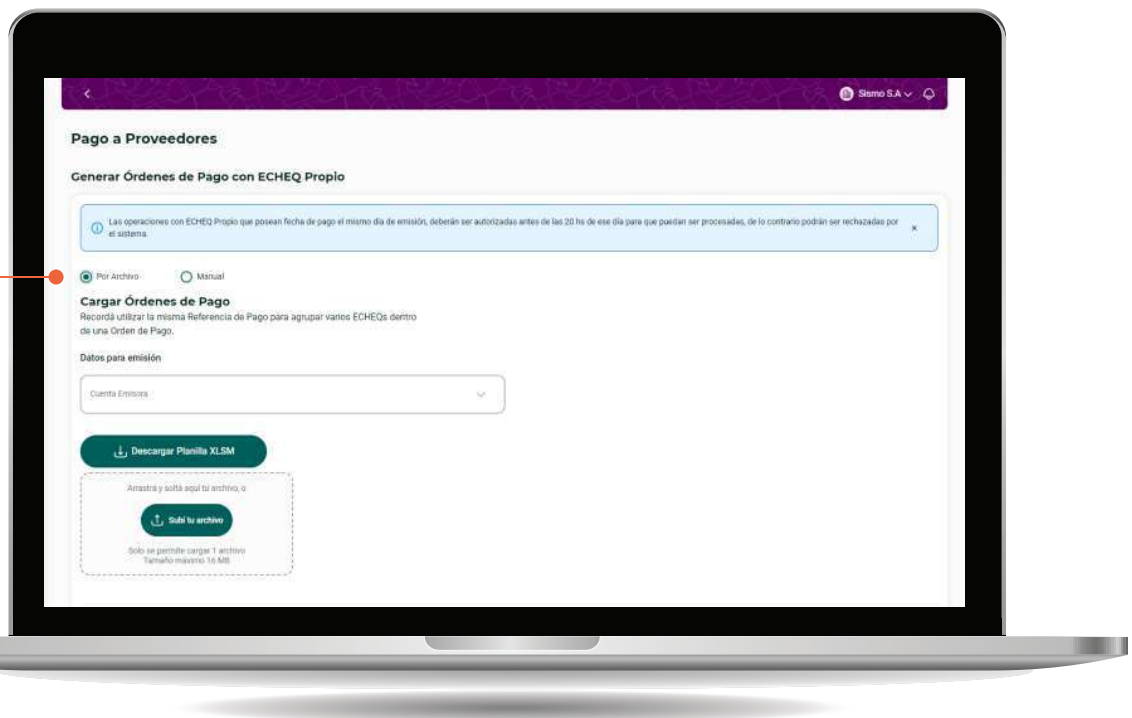 Sismo S.A
Pago a Proveedores
Generar Órdenes de Pago con ECHEQ Propio
Las operaciones con ECHEQ Propio que posean fecha de pago el mismo día de emisión, deberán ser autorizadas antes de las 20 hs de ese día para que puedan ser procesadas, de lo contrario podrán ser rechazadas por
el sistema.
Por Archivo Manual
Cargar Órdenes de Pago
Recordá utilizar la misma Referencia de Pago para agrupar varios ECHEQs dentro
de una Orden de Pago.
Datos para emisión
Cuenta Emisora
Descargar Planilla XLSM
Arrastrá y soltá aquí tu archivo, o
Subí tu archivo
Sólo se permite cargar 1 archivo
Tamaño máximo 16 MB